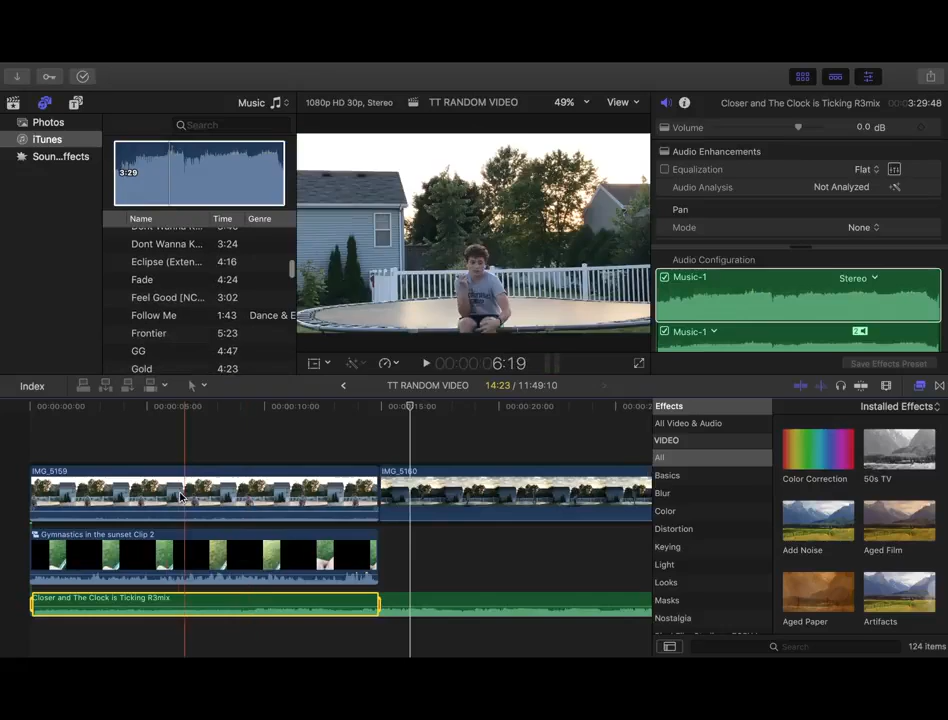 Music
1080p HD 30p, Stereo
TT RANDOM VIDEO
49%
View
Closer and The Clock is Ticking R3mix
3:29:48
Photos
iTunes
Soun...ffects
Search
3:29
Name
Time
Genre
Dont Wanna K...
3:24
Eclipse (Exten...
4:16
Fade
4:24
Feel Good [NC...
3:02
Follow Me
1:43
Dance & E
Frontier
5:23
GG
4:47
Gold
4:23
Volume
0.0 dB
Audio Enhancements
Equalization
Flat
Audio Analysis
Not Analyzed
Pan
Mode
None
Audio Configuration
Music-1
Stereo
Music-1
Save Effects Preset
6:19
Index
TT RANDOM VIDEO
14:23 / 11:49:10
00:00:00:00
00:00:05:00
00:00:10:00
00:00:15:00
00:00:20:00
IMG_5159
IMG_5160
Gymnastics in the sunset Clip 2
Closer and The Clock is Ticking R3mix
Effects
Installed Effects
All Video & Audio
VIDEO
All
Basics
Blur
Color
Distortion
Keying
Light
Looks
Masks
Nostalgia
Color Correction
50s TV
Add Noise
Aged Film
Aged Paper
Artifacts
Search
124 items